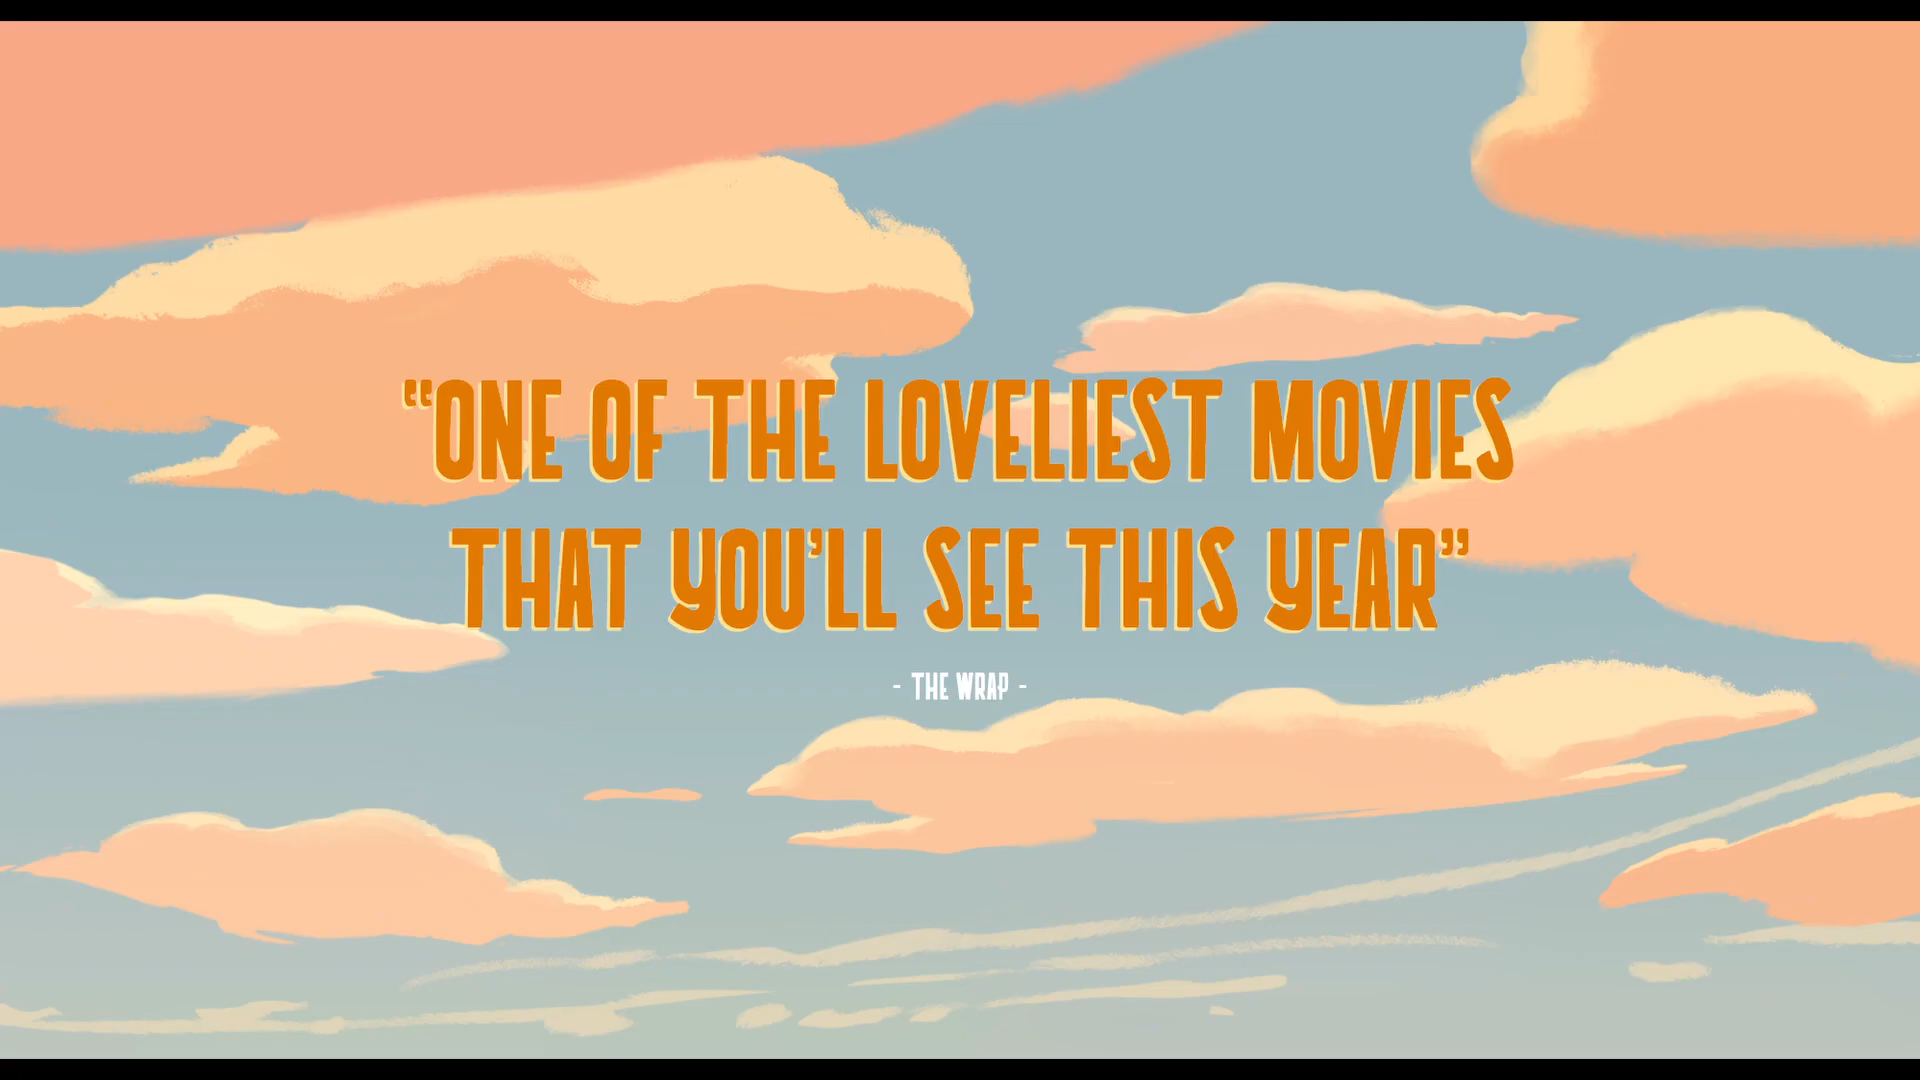 “ONE OF THE LOVELIEST MOVIES
THAT YOU’LL SEE THIS YEAR”
- THE WRAP -